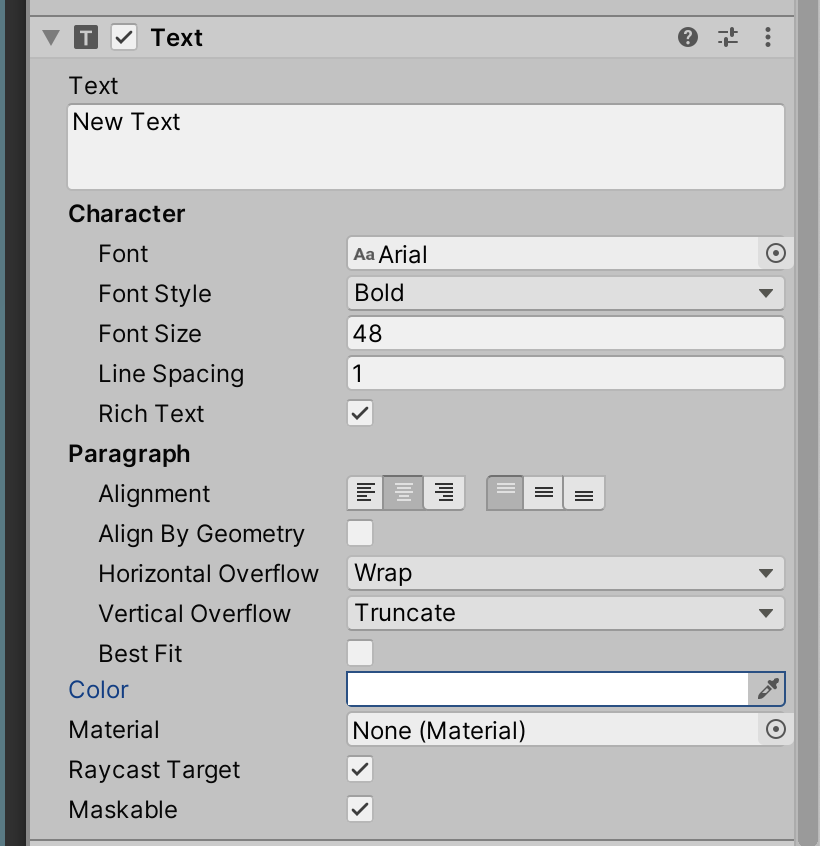 T Text
Text
New Text
Character
Font Aa Arial
Font Style Bold
Font Size 48
Line Spacing 1
Rich Text
Paragraph
Alignment
Align By Geometry
Horizontal Overflow Wrap
Vertical Overflow Truncate
Best Fit
Color
Material None (Material)
Raycast Target
Maskable